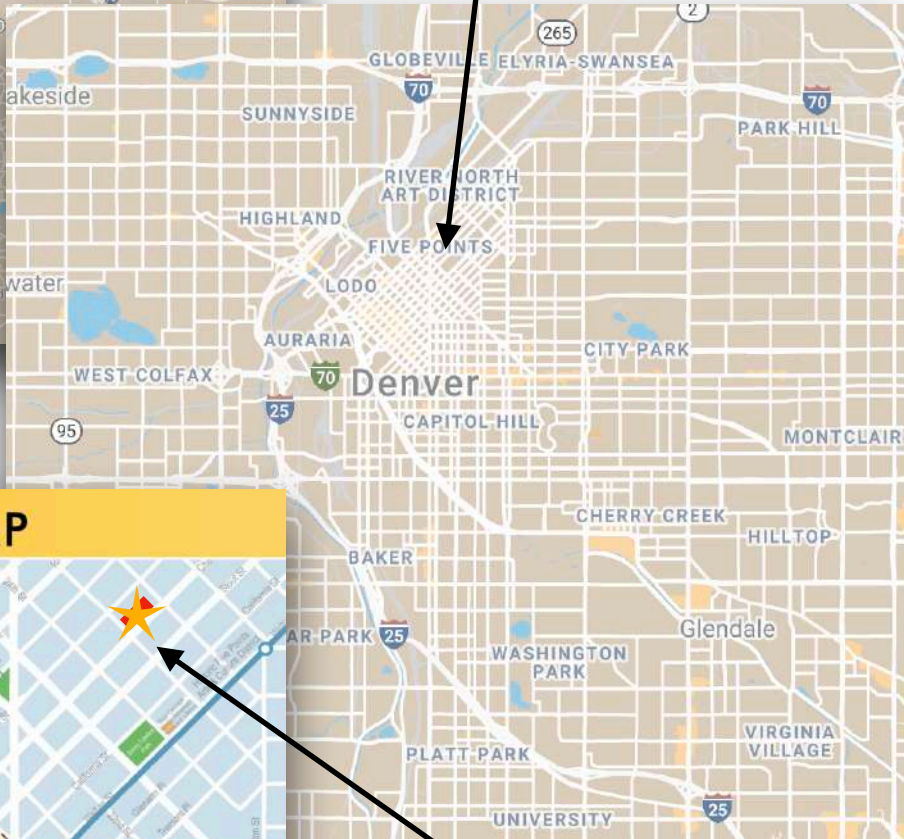 2
265
GLOBEVILLE
ELYRIA-SWANSEA
70
70
akeside
SUNNYSIDE
PARK HILL
RIVER NORTH
ART DISTRICT
HIGHLAND
FIVE POINTS
water
LODO
AURARIA
CITY PARK
WEST COLFAX
70
Denver
25
CAPITOL HILL
95
MONTCLAIR
P
CHERRY CREEK
HILLTOP
BAKER
AR PARK
25
Glendale
WASHINGTON
PARK
VIRGINIA
VILLAGE
PLATT PARK
25
UNIVERSITY
California St